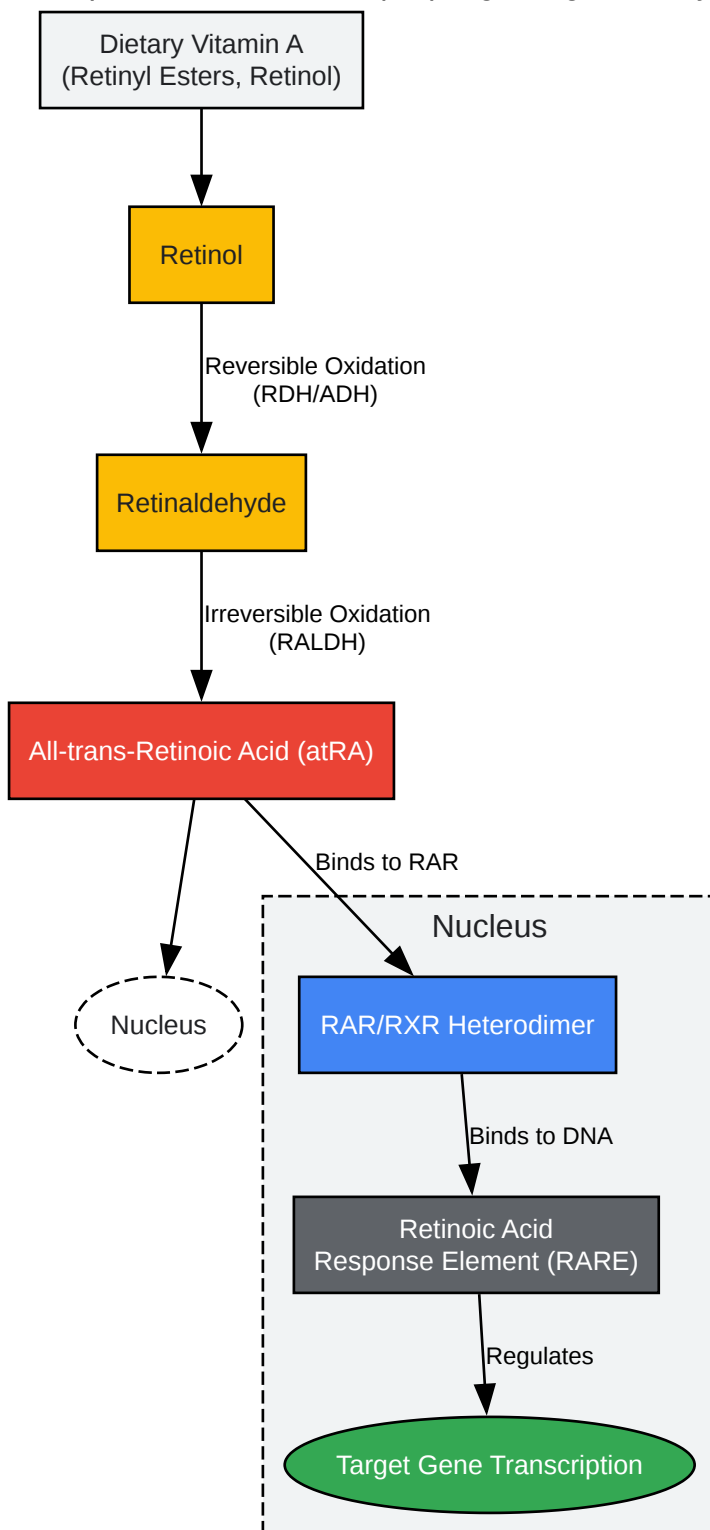 Dietary Vitamin A
(Retinyl Esters, Retinol)
Retinol
Reversible Oxidation
(RDH/ADH)
Retinaldehyde
Irreversible Oxidation
(RALDH)
All-trans-Retinoic Acid (atRA)
Binds to RAR
Nucleus
Nucleus
RAR/RXR Heterodimer
Binds to DNA
Retinoic Acid
Response Element (RARE)
Regulates
Target Gene Transcription